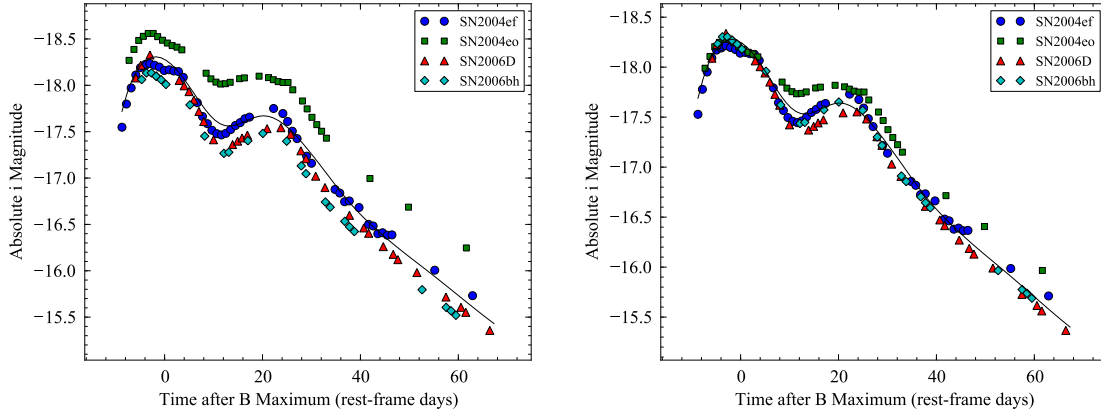 −18.5
−18.0
−17.5
−17.0
−16.5
−16.0
−15.5
Absolute i Magnitude
SN2004ef
SN2004eo
SN2006D
SN2006bh
0 20 40 60
Time after B Maximum (rest-frame days)
−18.5
−18.0
−17.5
−17.0
−16.5
−16.0
−15.5
Absolute i Magnitude
SN2004ef
SN2004eo
SN2006D
SN2006bh
0 20 40 60
Time after B Maximum (rest-frame days)